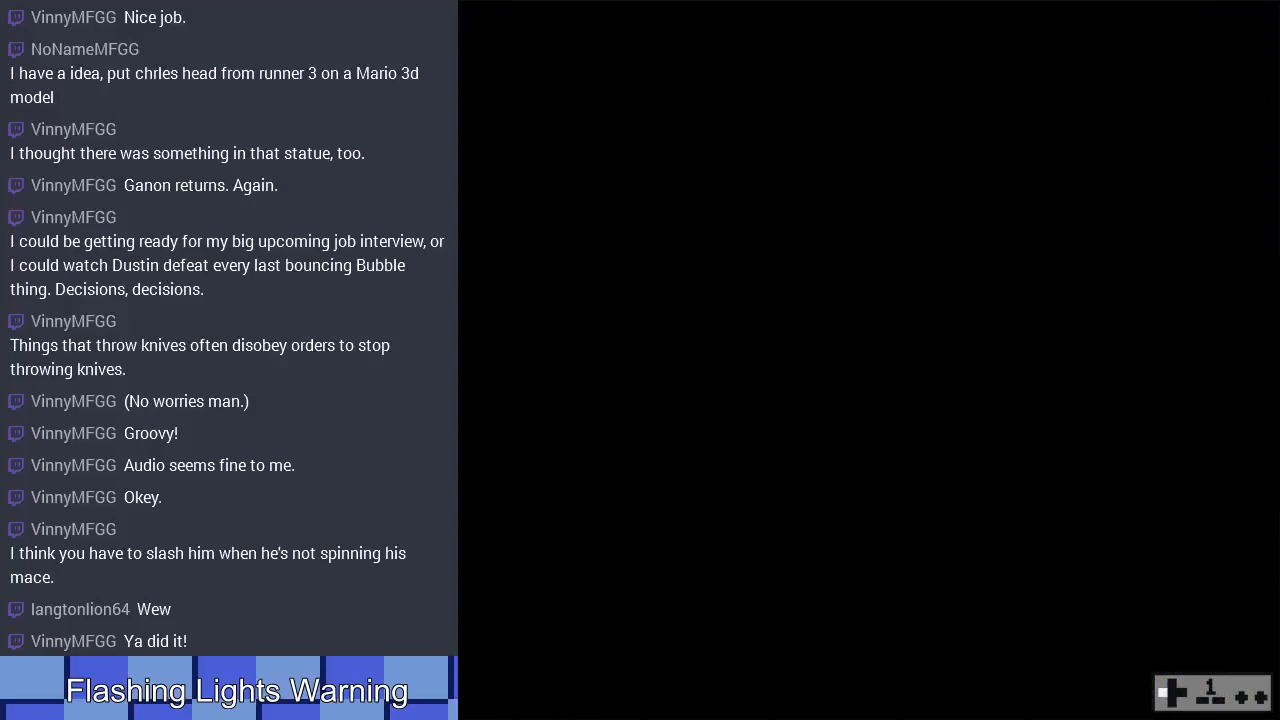 VinnyMFGG Nice job.
NoNameMFGG
I have a idea, put chrles head from runner 3 on a Mario 3d
model
VinnyMFGG
I thought there was something in that statue, too.
VinnyMFGG Ganon returns. Again.
VinnyMFGG
I could be getting ready for my big upcoming job interview, or
I could watch Dustin defeat every last bouncing Bubble
thing. Decisions, decisions.
VinnyMFGG
Things that throw knives often disobey orders to stop
throwing knives.
VinnyMFGG (No worries man.)
VinnyMFGG Groovy!
VinnyMFGG Audio seems fine to me.
VinnyMFGG Okey.
VinnyMFGG
I think you have to slash him when he's not spinning his
mace.
langtonlion64 Wew
VinnyMFGG Ya did it!
Flashing Lights Warning
1